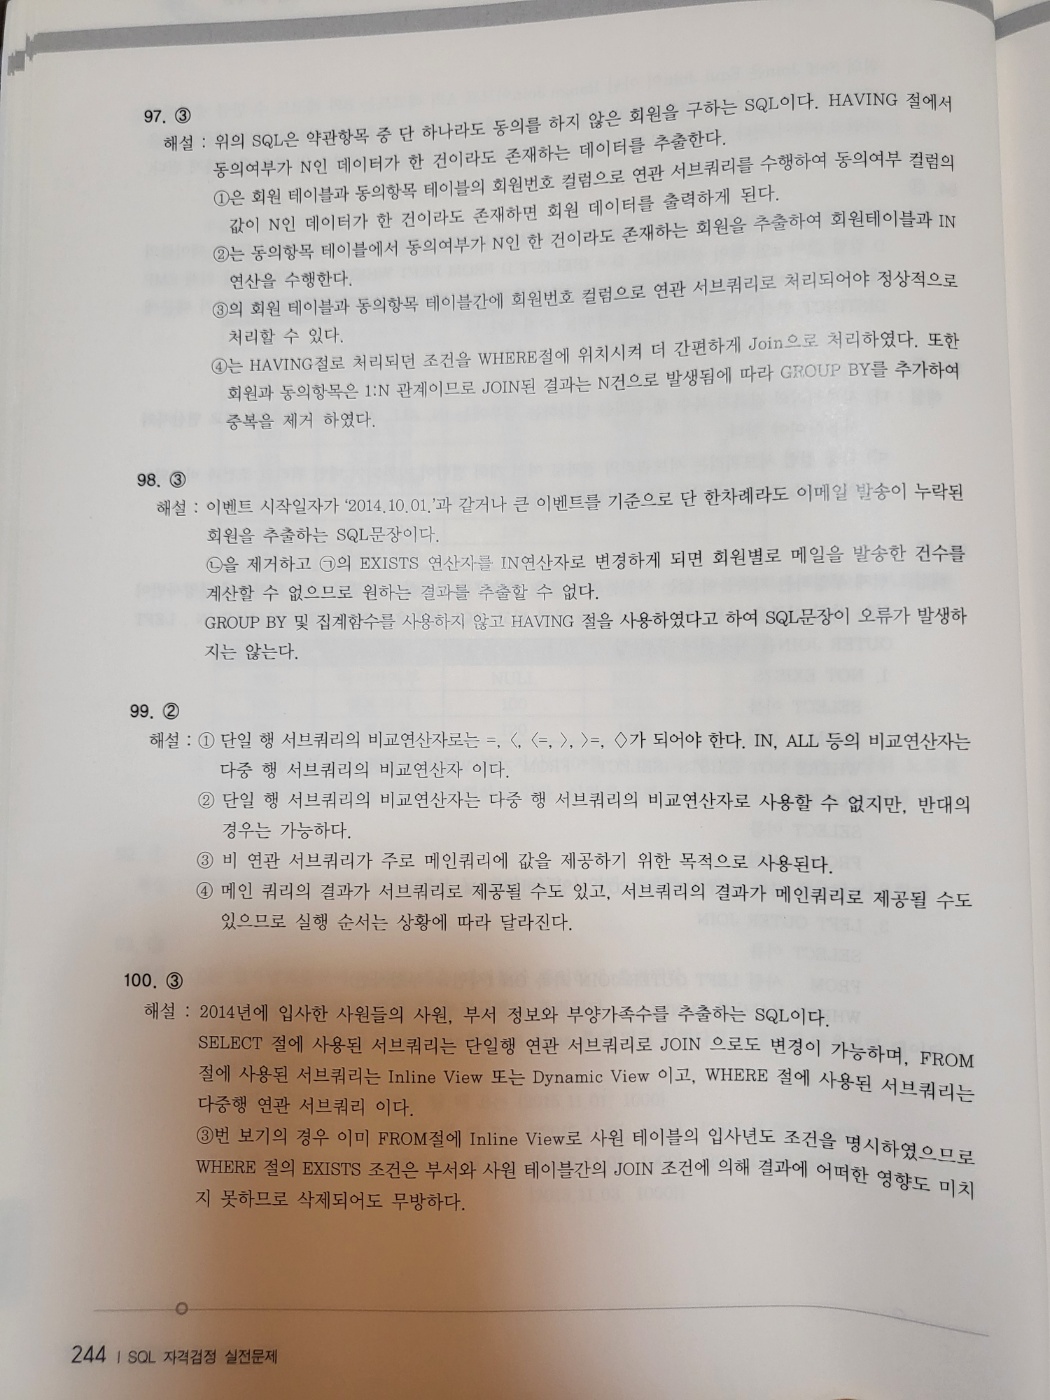 97. ③
해설 : 위의 SQL은 약관항목 중 단 하나라도 동의를 하지 않은 회원을 구하는 SQL이다. HAVING 절에서
동의여부가 N인 데이터가 한 건이라도 존재하는 데이터를 추출한다.
①은 회원 테이블과 동의항목 테이블의 회원번호 컬럼으로 연관 서브쿼리를 수행하여 동의여부 컬럼의
값이 N인 데이터가 한 건이라도 존재하면 회원 데이터를 출력하게 된다.
②는 동의항목 테이블에서 동의여부가 N인 한 건이라도 존재하는 회원을 추출하여 회원테이블과 IN
연산을 수행한다.
③의 회원 테이블과 동의항목 테이블간에 회원번호 컬럼으로 연관 서브쿼리로 처리되어야 정상적으로
처리할 수 있다.
④는 HAVING절로 처리되던 조건을 WHERE절에 위치시켜 더 간편하게 Join으로 처리하였다. 또한
회원과 동의항목은 1:N 관계이므로 JOIN된 결과는 N건으로 발생됨에 따라 GROUP BY를 추가하여
중복을 제거 하였다.
98. ③
해설 : 이벤트 시작일자가 ‘2014.10.01.’과 같거나 큰 이벤트를 기준으로 단 한차례라도 이메일 발송이 누락된
회원을 추출하는 SQL문장이다.
㉡을 제거하고 ㉠의 EXISTS 연산자를 IN연산자로 변경하게 되면 회원별로 메일을 발송한 건수를
계산할 수 없으므로 원하는 결과를 추출할 수 없다.
GROUP BY 및 집계함수를 사용하지 않고 HAVING 절을 사용하였다고 하여 SQL문장이 오류가 발생하
지는 않는다.
99. ②
해설 : ① 단일 행 서브쿼리의 비교연산자로는 =, <, <=, >, >=, <>가 되어야 한다. IN, ALL 등의 비교연산자는
다중 행 서브쿼리의 비교연산자 이다.
② 단일 행 서브쿼리의 비교연산자는 다중 행 서브쿼리의 비교연산자로 사용할 수 없지만, 반대의
경우는 가능하다.
③ 비 연관 서브쿼리가 주로 메인쿼리에 값을 제공하기 위한 목적으로 사용된다.
④ 메인 쿼리의 결과가 서브쿼리로 제공될 수도 있고, 서브쿼리의 결과가 메인쿼리로 제공될 수도
있으므로 실행 순서는 상황에 따라 달라진다.
100. ③
해설 : 2014년에 입사한 사원들의 사원, 부서 정보와 부양가족수를 추출하는 SQL이다.
SELECT 절에 사용된 서브쿼리는 단일행 연관 서브쿼리로 JOIN 으로도 변경이 가능하며, FROM
절에 사용된 서브쿼리는 Inline View 또는 Dynamic View 이고, WHERE 절에 사용된 서브쿼리는
다중행 연관 서브쿼리 이다.
③번 보기의 경우 이미 FROM절에 Inline View로 사원 테이블의 입사년도 조건을 명시하였으므로
WHERE 절의 EXISTS 조건은 부서와 사원 테이블간의 JOIN 조건에 의해 결과에 어떠한 영향도 미치
지 못하므로 삭제되어도 무방하다.
244 | SQL 자격검정 실전문제